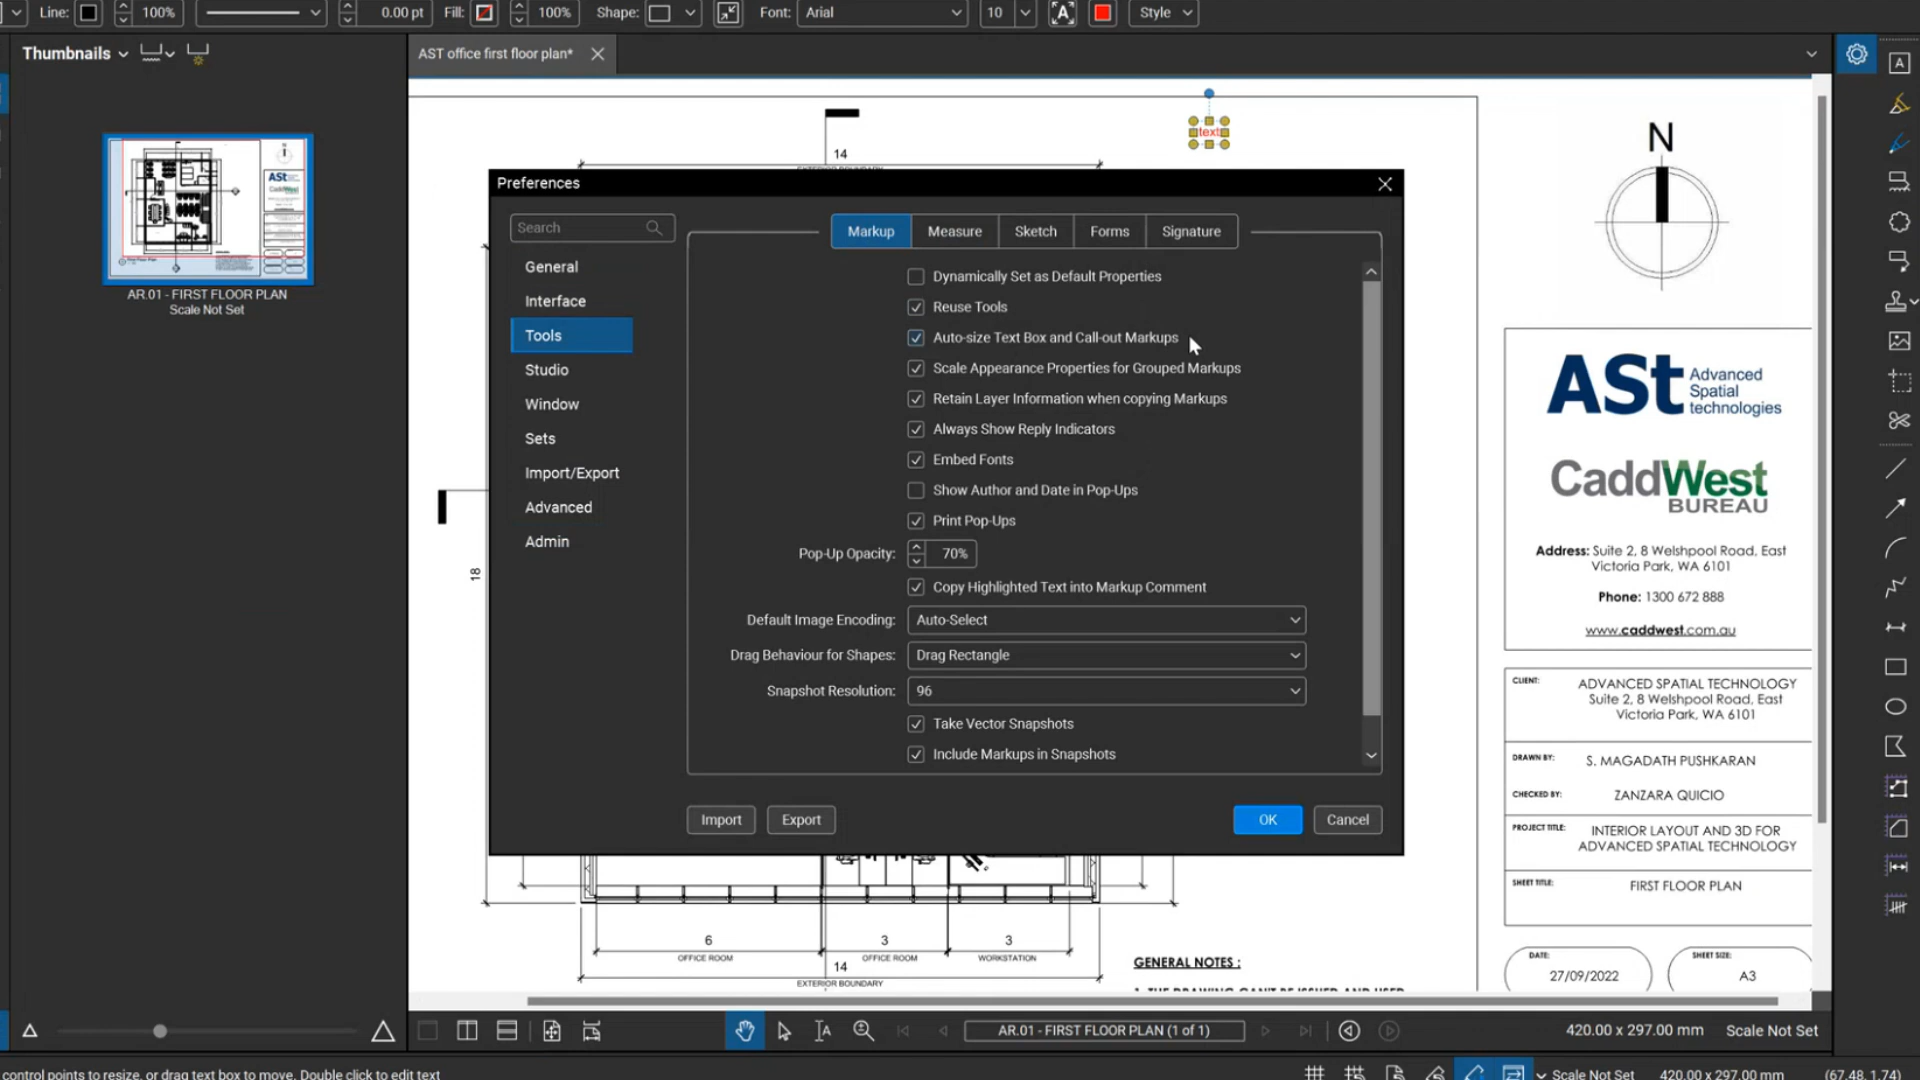 Line: 100% 0.00 pt Fill: 100% Shape: Font: Arial 10 A Style
Thumbnails
AST office first floor plan*
AR.01 - FIRST FLOOR PLAN
Scale Not Set
text
14
18
Preferences
Search
General
Interface
Tools
Studio
Window
Sets
Import/Export
Advanced
Admin
Markup Measure Sketch Forms Signature
Dynamically Set as Default Properties
Reuse Tools
Auto-size Text Box and Call-out Markups
Scale Appearance Properties for Grouped Markups
Retain Layer Information when copying Markups
Always Show Reply Indicators
Embed Fonts
Show Author and Date in Pop-Ups
Print Pop-Ups
Pop-Up Opacity: 70%
Copy Highlighted Text into Markup Comment
Default Image Encoding: Auto-Select
Drag Behaviour for Shapes: Drag Rectangle
Snapshot Resolution: 96
Take Vector Snapshots
Include Markups in Snapshots
Import Export OK Cancel
6 3 3
OFFICE ROOM OFFICE ROOM WORKSTATION
14
EXTERIOR BOUNDARY
GENERAL NOTES :
N
ASt Advanced Spatial technologies
CaddWest
BUREAU
Address: Suite 2, 8 Welshpool Road, East
Victoria Park, WA 6101
Phone: 1300 672 888
www.caddwest.com.au
CLIENT: ADVANCED SPATIAL TECHNOLOGY
Suite 2, 8 Welshpool Road, East
Victoria Park, WA 6101
DRAWN BY: S. MAGADATH PUSHKARAN
CHECKED BY: ZANZARA QUICIO
PROJECT TITLE: INTERIOR LAYOUT AND 3D FOR
ADVANCED SPATIAL TECHNOLOGY
SHEET TITLE: FIRST FLOOR PLAN
DATE: 27/09/2022
SHEET SIZE: A3
AR.01 - FIRST FLOOR PLAN (1 of 1) 420.00 x 297.00 mm Scale Not Set
control points to resize, or drag text box to move. Double click to edit text Scale Not Set 420.00 x 297.00 mm (67.48, 1.74)